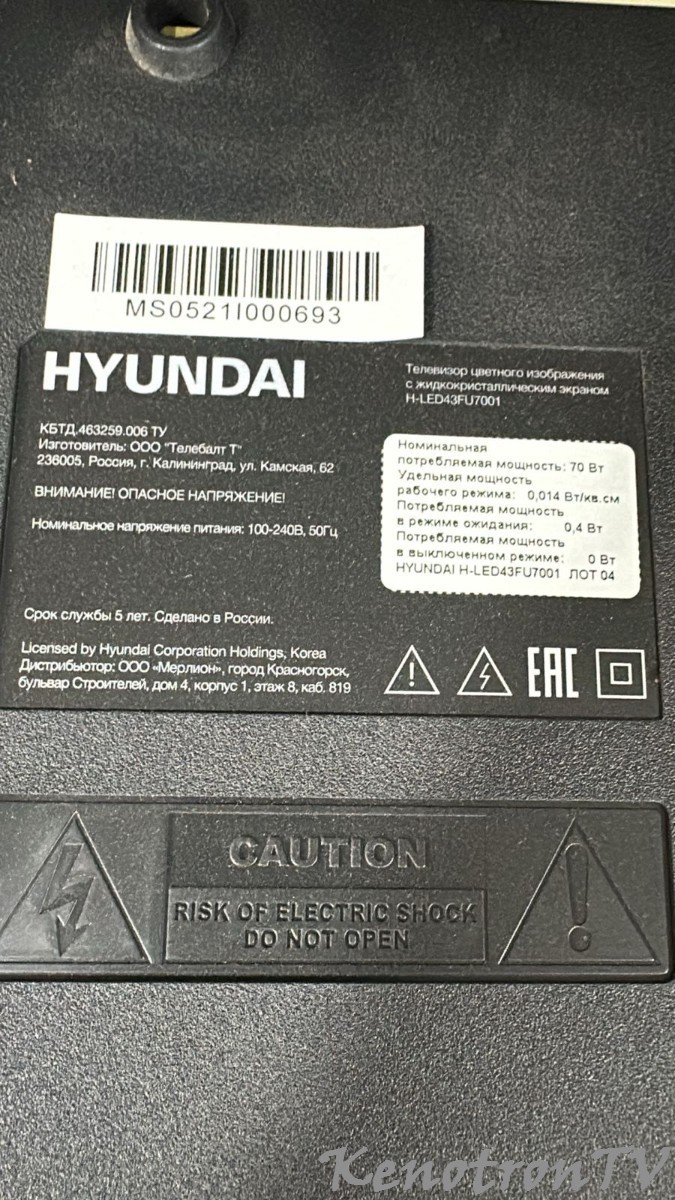 MS0521I000693
HYUNDAI
КБТД.463259.006 ТУ
Изготовитель: ООО "Телебалт Т"
236005, Россия, г. Калининград, ул. Камская, 62
ВНИМАНИЕ! ОПАСНОЕ НАПРЯЖЕНИЕ!
Номинальное напряжение питания: 100-240В, 50Гц
Телевизор цветного изображения
с жидкокристаллическим экраном
H-LED43FU7001
Номинальная
потребляемая мощность: 70 Вт
Удельная мощность
рабочего режима: 0,014 Вт/кв.см
Потребляемая мощность
в режиме ожидания: 0,4 Вт
Потребляемая мощность
в выключенном режиме: 0 Вт
HYUNDAI H-LED43FU7001 ЛОТ 04
Срок службы 5 лет. Сделано в России.
Licensed by Hyundai Corporation Holdings, Korea
Дистрибьютор: ООО «Мерлион», город Красногорск,
бульвар Строителей, дом 4, корпус 1, этаж 8, каб. 819
EAC
CAUTION
RISK OF ELECTRIC SHOCK
DO NOT OPEN
KenotronTV